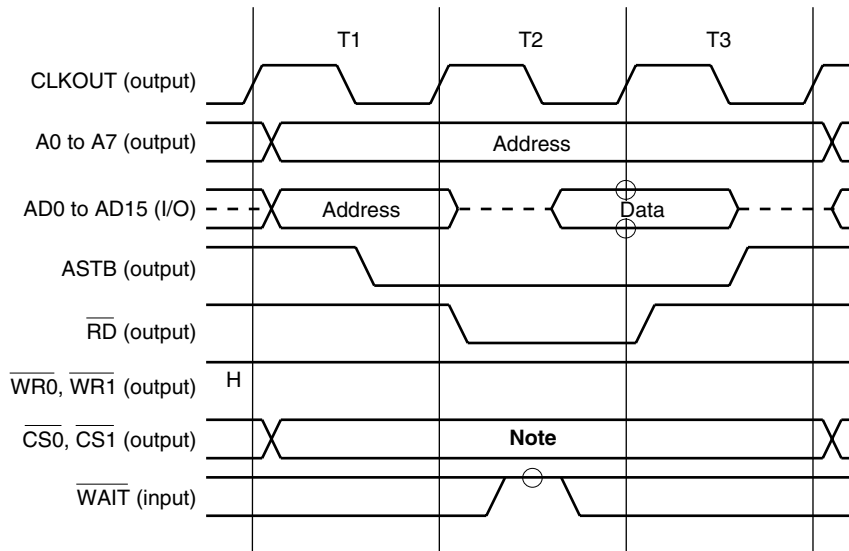 T1 T2 T3
CLKOUT (output)
A0 to A7 (output) Address
AD0 to AD15 (I/O) Address Data
ASTB (output)
RD (output)
WR0, WR1 (output) H
CS0, CS1 (output) Note
WAIT (input)